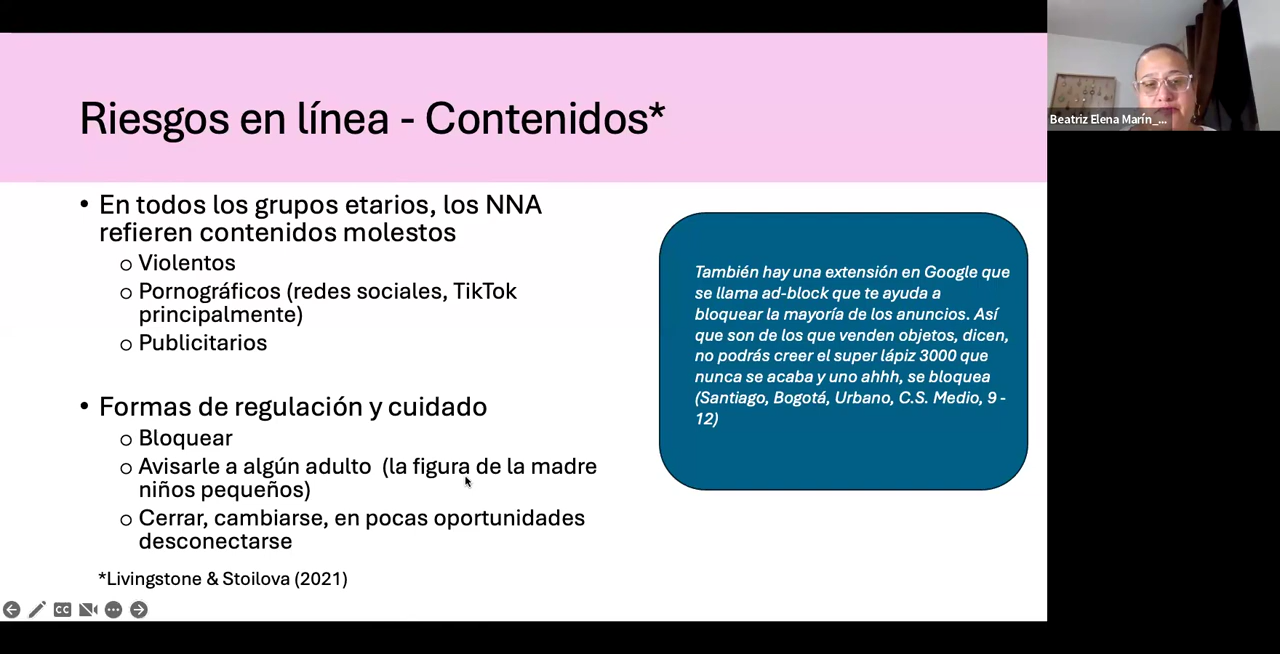 Riesgos en línea - Contenidos*
• En todos los grupos etarios, los NNA
refieren contenidos molestos
o Violentos
o Pornográficos (redes sociales, TikTok
principalmente)
o Publicitarios
• Formas de regulación y cuidado
o Bloquear
o Avisarle a algún adulto (la figura de la madre
niños pequeños)
o Cerrar, cambiarse, en pocas oportunidades
desconectarse
*Livingstone & Stoilova (2021)
También hay una extensión en Google que
se llama ad-block que te ayuda a
bloquear la mayoría de los anuncios. Así
que son de los que venden objetos, dicen,
no podrás creer el super lápiz 3000 que
nunca se acaba y uno ahhh, se bloquea
(Santiago, Bogotá, Urbano, C.S. Medio, 9 -
12)
Beatriz Elena Marín_...
CC